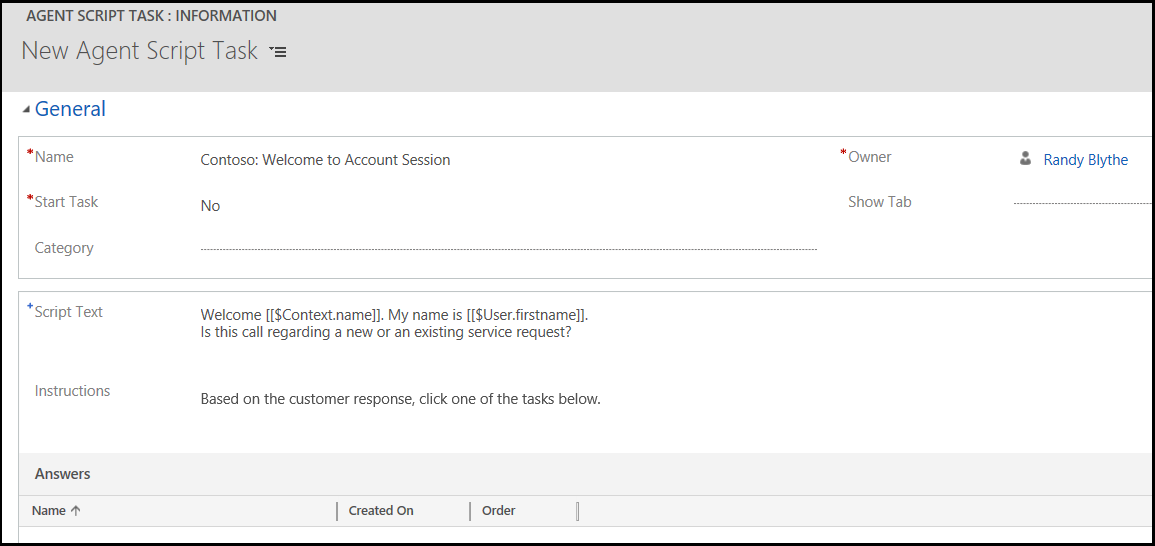 AGENT SCRIPT TASK : INFORMATION
New Agent Script Task
General
*Name Contoso: Welcome to Account Session *Owner Randy Blythe
*Start Task No Show Tab
Category
+Script Text Welcome [[$Context.name]]. My name is [[$User.firstname]].
Is this call regarding a new or an existing service request?
Instructions Based on the customer response, click one of the tasks below.
Answers
Name ↑ Created On Order